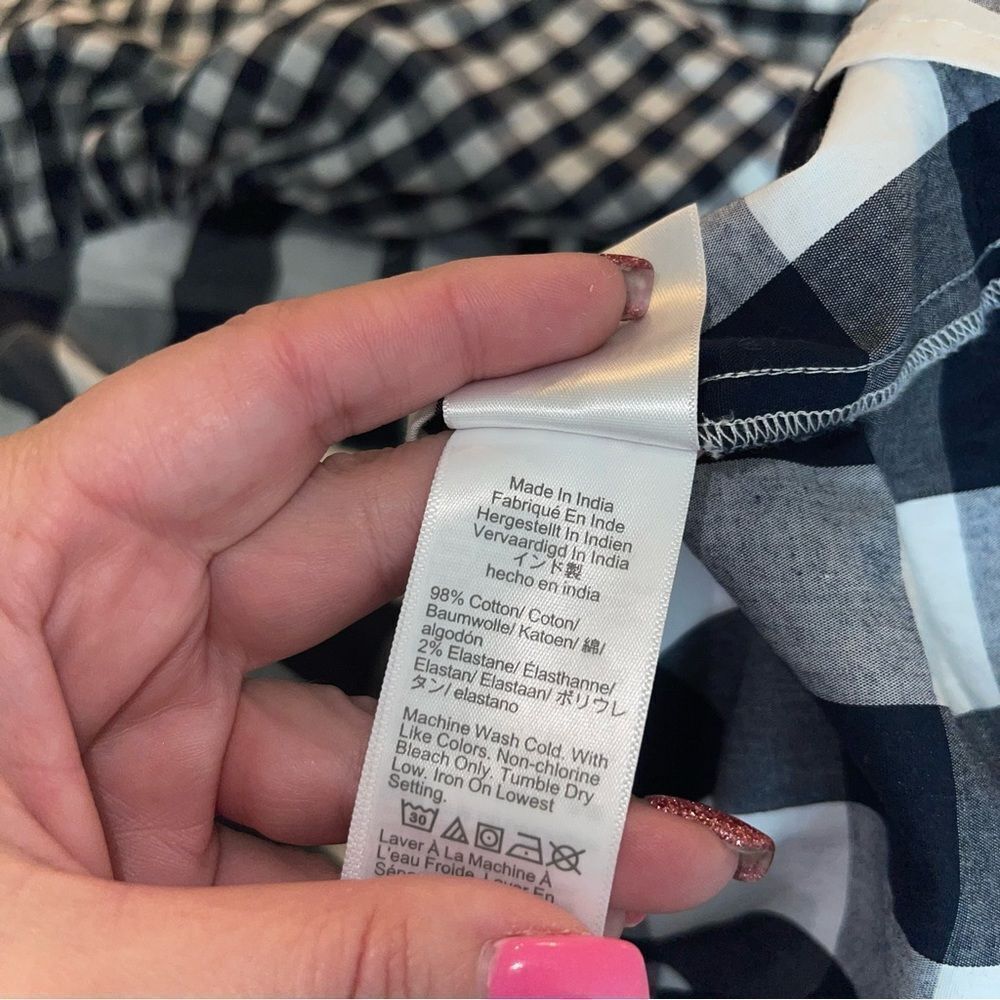 Made In India
Fabriqué En Inde
Hergestellt In Indien
Vervaardigd In India
インド製
hecho en india
98% Cotton/ Coton/
Baumwolle/ Katoen/ 綿/
algodón
2% Elastane/ Élasthanne/
Elastan/ Elastaan/ ポリウレ
タン/ elastano
Machine Wash Cold. With
Like Colors. Non-chlorine
Bleach Only. Tumble Dry
Low. Iron On Lowest
Setting.
30
Laver À La Machine À
L'eau Froide. Laver En